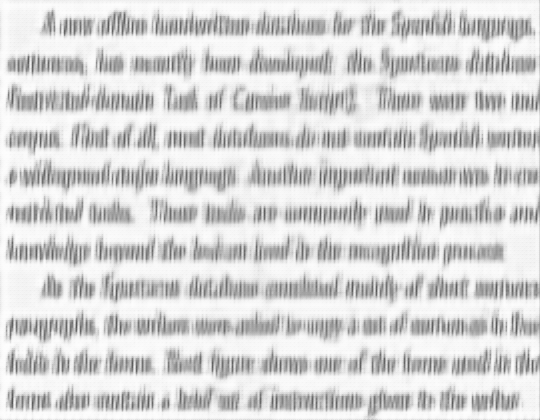 A new offline handwritten database for the Spanish language,
sentences, has recently been developed: the Spartacus database
Restricted-domain Task of Cursive Script). There were two
corpus. First of all, most databases do not contain Spanish
a widespread major language. Another important reason was to
restricted tasks. These tasks are commonly used in practice and
knowledge beyond the lexicon level in the recognition process.
As the Spartacus database consisted mainly of short sentences
paragraphs, the writers were asked to copy a set of sentences in
fields in the forms. Next figure shows one of the forms used in the
forms also contain a brief set of instructions given to the writer.